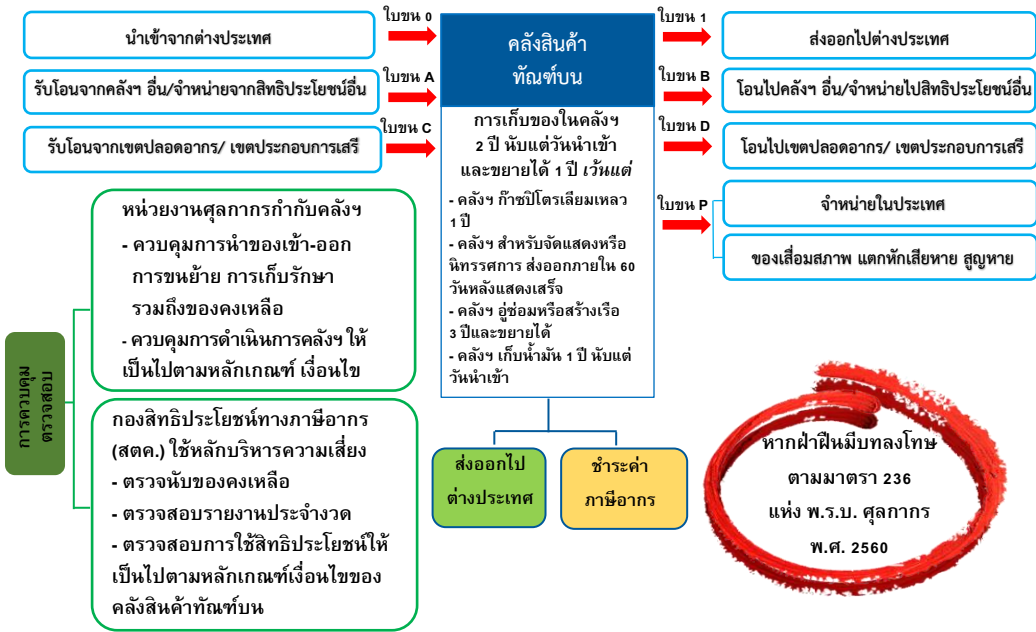 ใบขน 0
นำเข้าจากต่างประเทศ
ใบขน A
รับโอนจากคลังฯ อื่น/จำหน่ายจากสิทธิประโยชน์อื่น
ใบขน C
รับโอนจากเขตปลอดอากร/ เขตประกอบการเสรี
คลังสินค้า
ทัณฑ์บน
การเก็บของในคลังฯ
2 ปี นับแต่วันนำเข้า
และขยายได้ 1 ปี เว้นแต่
- คลังฯ ก๊าซปิโตรเลียมเหลว
1 ปี
- คลังฯ สำหรับจัดแสดงหรือ
นิทรรศการ ส่งออกภายใน 60
วันหลังแสดงเสร็จ
- คลังฯ อู่ซ่อมหรือสร้างเรือ
3 ปีและขยายได้
- คลังฯ เก็บน้ำมัน 1 ปี นับแต่
วันนำเข้า
ใบขน 1
ส่งออกไปต่างประเทศ
ใบขน B
โอนไปคลังฯ อื่น/จำหน่ายไปสิทธิประโยชน์อื่น
ใบขน D
โอนไปเขตปลอดอากร/ เขตประกอบการเสรี
ใบขน P
จำหน่ายในประเทศ
ของเสื่อมสภาพ แตกหักเสียหาย สูญหาย
การควบคุม
ตรวจสอบ
หน่วยงานศุลกากรกำกับคลังฯ
- ควบคุมการนำของเข้า-ออก
การขนย้าย การเก็บรักษา
รวมถึงของคงเหลือ
- ควบคุมการดำเนินการคลังฯ ให้
เป็นไปตามหลักเกณฑ์ เงื่อนไข
กองสิทธิประโยชน์ทางภาษีอากร
(สตค.) ใช้หลักบริหารความเสี่ยง
- ตรวจนับของคงเหลือ
- ตรวจสอบรายงานประจำงวด
- ตรวจสอบการใช้สิทธิประโยชน์ให้
เป็นไปตามหลักเกณฑ์เงื่อนไขของ
คลังสินค้าทัณฑ์บน
ส่งออกไป
ต่างประเทศ
ชำระค่า
ภาษีอากร
หากฝ่าฝืนมีบทลงโทษ
ตามมาตรา 236
แห่ง พ.ร.บ. ศุลกากร
พ.ศ. 2560